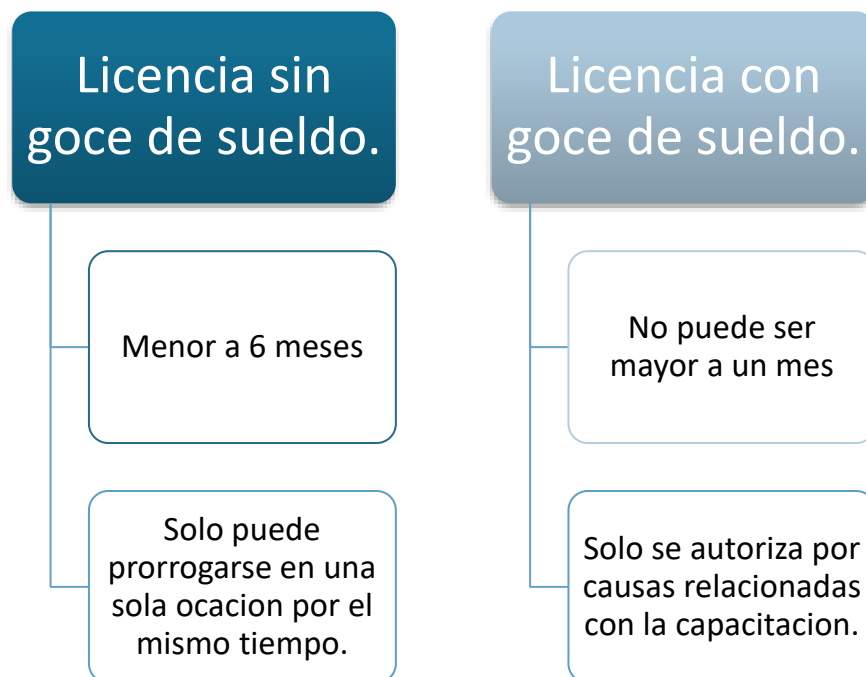 Licencia sin
goce de sueldo.
Menor a 6 meses
Solo puede
prorrogarse en una
sola ocacion por el
mismo tiempo.
Licencia con
goce de sueldo.
No puede ser
mayor a un mes
Solo se autoriza por
causas relacionadas
con la capacitacion.